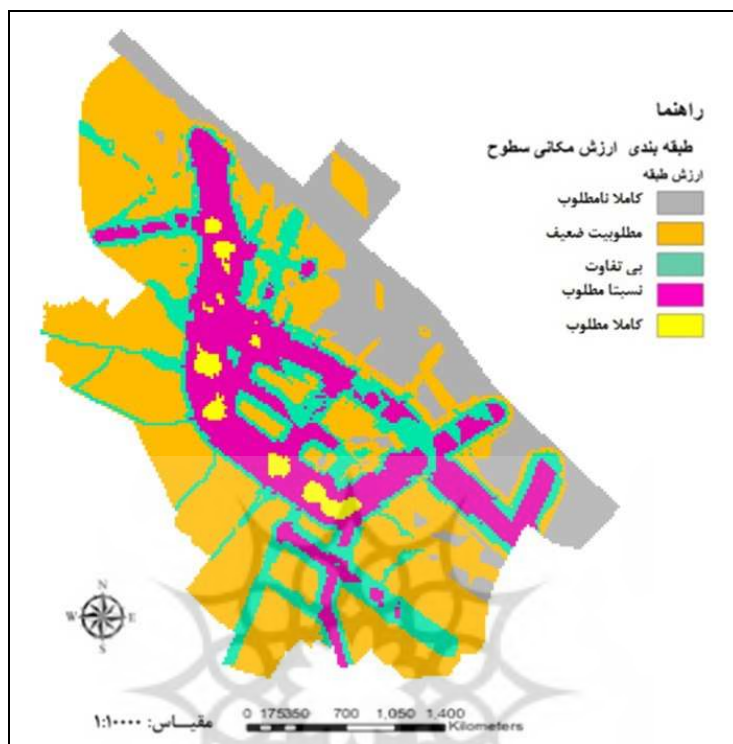 راهنما
طبقه بندی ارزش مکانی سطوح
ارزش طبقه
کاملا نامطلوب
مطلوبیت ضعیف
بی تفاوت
نسبتا مطلوب
کاملا مطلوب
N
W E
S
مقیـــاس: ۱:۱۰۰۰۰
0 175350 700 1,050 1,400
Kilometers